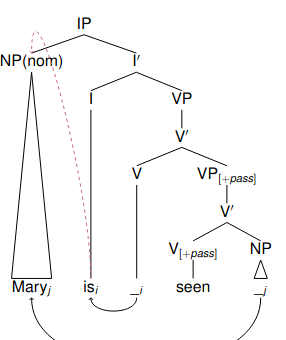 IP
NP(nom) I′
I VP
V′
V VP[+pass]
V′
V[+pass] NP
Maryj isi _i seen _j